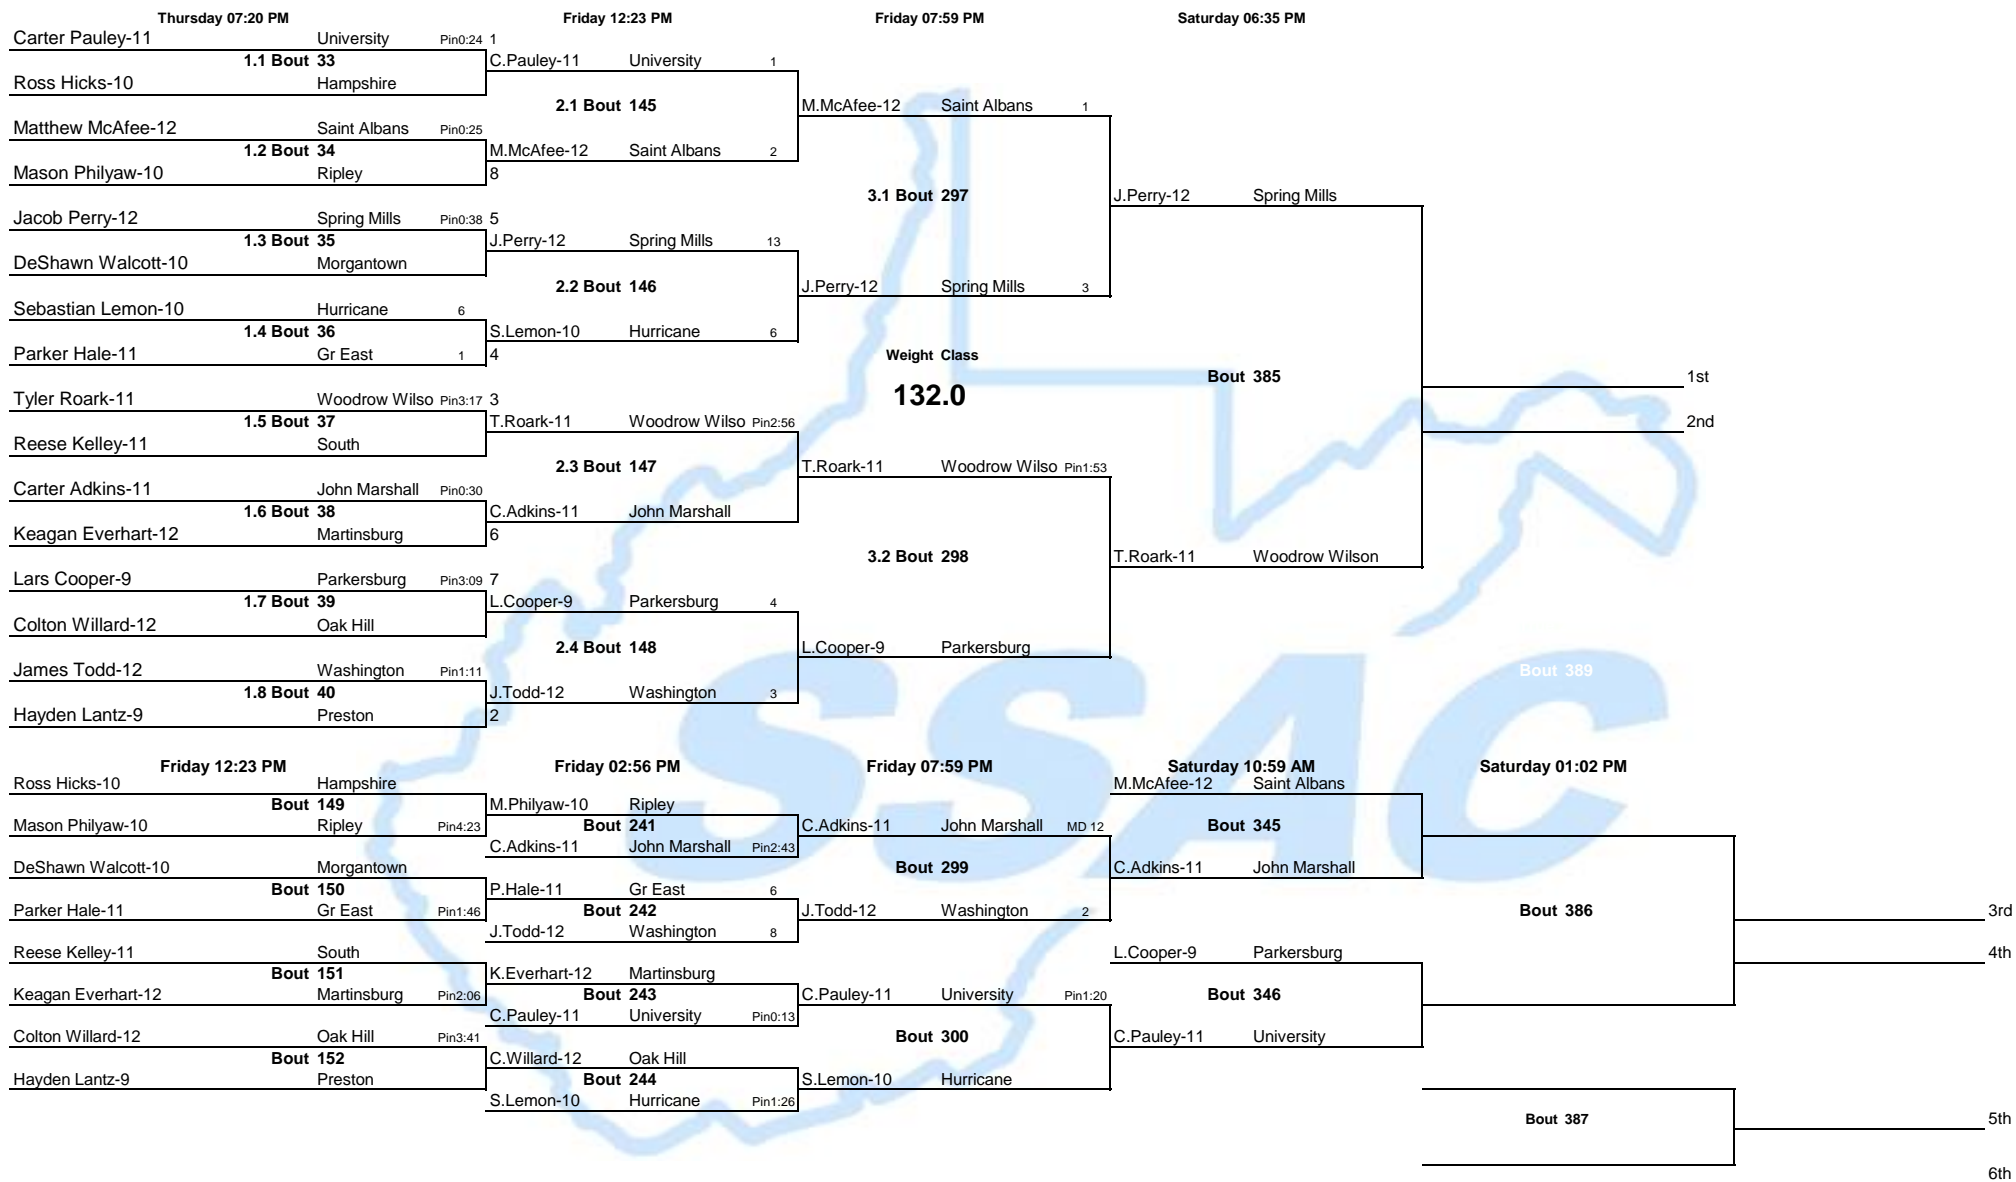 Thursday 07:20 PM Friday 12:23 PM Friday 07:59 PM Saturday 06:35 PM
Carter Pauley-11 University Pin0:24 1
1.1 Bout 33 C.Pauley-11 University 1
Ross Hicks-10 Hampshire
2.1 Bout 145 M.McAfee-12 Saint Albans 1
Matthew McAfee-12 Saint Albans Pin0:25
1.2 Bout 34 M.McAfee-12 Saint Albans 2
Mason Philyaw-10 Ripley 8
3.1 Bout 297 J.Perry-12 Spring Mills
Jacob Perry-12 Spring Mills Pin0:38 5
1.3 Bout 35 J.Perry-12 Spring Mills 13
DeShawn Walcott-10 Morgantown
2.2 Bout 146 J.Perry-12 Spring Mills 3
Sebastian Lemon-10 Hurricane 6
1.4 Bout 36 S.Lemon-10 Hurricane 6
Parker Hale-11 Gr East 1 4 Weight Class
Bout 385 1st
132.0
Tyler Roark-11 Woodrow Wilso Pin3:17 3
1.5 Bout 37 T.Roark-11 Woodrow Wilso Pin2:56 2nd
Reese Kelley-11 South
2.3 Bout 147 T.Roark-11 Woodrow Wilso Pin1:53
Carter Adkins-11 John Marshall Pin0:30
1.6 Bout 38 C.Adkins-11 John Marshall
Keagan Everhart-12 Martinsburg 6
3.2 Bout 298 T.Roark-11 Woodrow Wilson
Lars Cooper-9 Parkersburg Pin3:09 7
1.7 Bout 39 L.Cooper-9 Parkersburg 4
Colton Willard-12 Oak Hill
2.4 Bout 148 L.Cooper-9 Parkersburg
James Todd-12 Washington Pin1:11 Bout 389
1.8 Bout 40 J.Todd-12 Washington 3
Hayden Lantz-9 Preston 2
SSAC
Friday 12:23 PM Friday 02:56 PM Friday 07:59 PM Saturday 10:59 AM Saturday 01:02 PM
Ross Hicks-10 Hampshire M.McAfee-12 Saint Albans
Bout 149 M.Philyaw-10 Ripley
Mason Philyaw-10 Ripley Pin4:23 Bout 241 C.Adkins-11 John Marshall MD 12 Bout 345
C.Adkins-11 John Marshall Pin2:43
DeShawn Walcott-10 Morgantown Bout 299 C.Adkins-11 John Marshall
Bout 150 P.Hale-11 Gr East 6
Parker Hale-11 Gr East Pin1:46 Bout 242 J.Todd-12 Washington 2 Bout 386 3rd
J.Todd-12 Washington 8
Reese Kelley-11 South L.Cooper-9 Parkersburg 4th
Bout 151 K.Everhart-12 Martinsburg
Keagan Everhart-12 Martinsburg Pin2:06 Bout 243 C.Pauley-11 University Pin1:20 Bout 346
C.Pauley-11 University Pin0:13
Colton Willard-12 Oak Hill Pin3:41 Bout 300 C.Pauley-11 University
Bout 152 C.Willard-12 Oak Hill
Hayden Lantz-9 Preston Bout 244 S.Lemon-10 Hurricane
S.Lemon-10 Hurricane Pin1:26
Bout 387 5th
6th